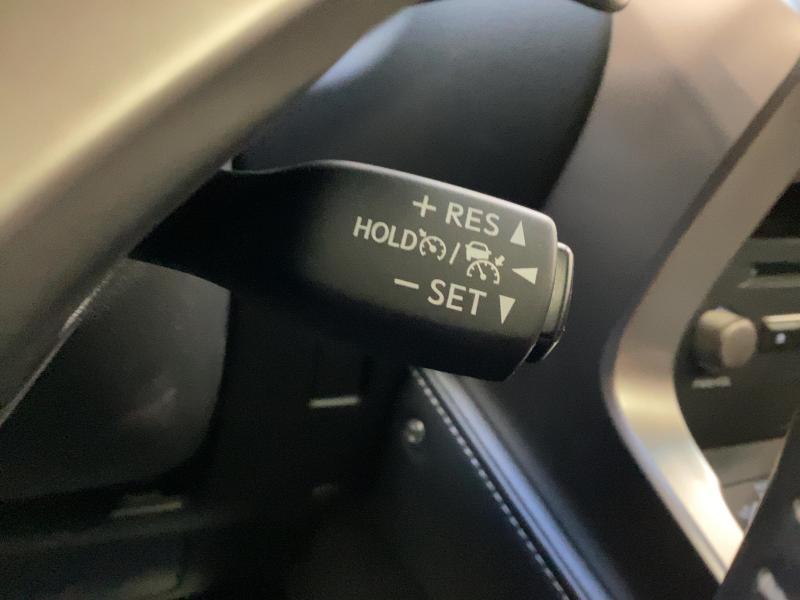 + RES ▲
HOLD / ◀
− SET ▼